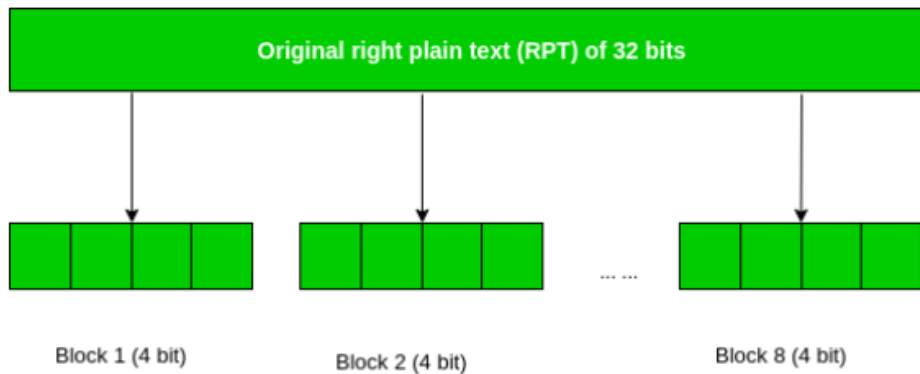 Original right plain text (RPT) of 32 bits
... ...
Block 1 (4 bit)
Block 2 (4 bit)
Block 8 (4 bit)